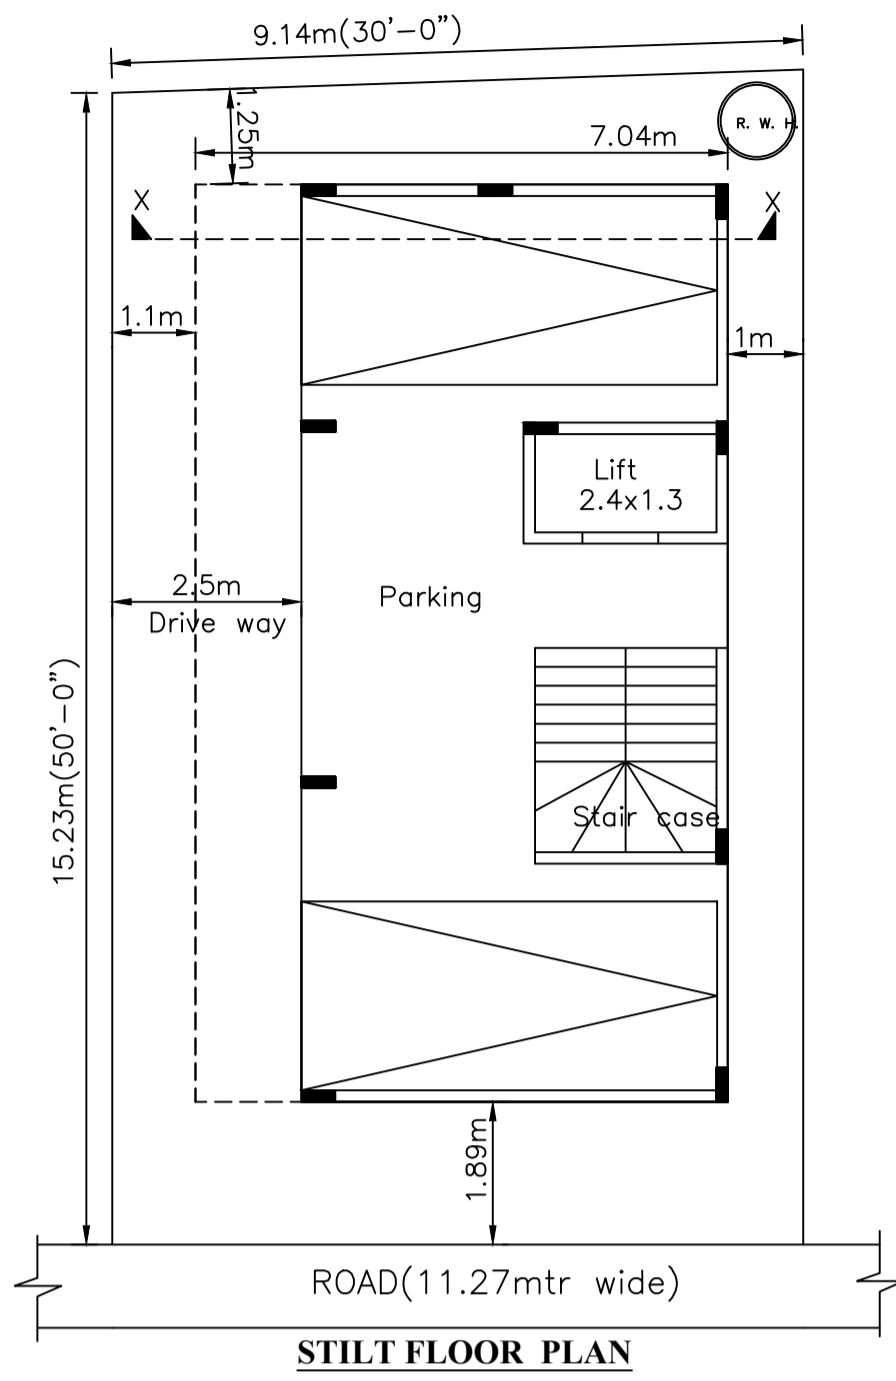 9.14m(30'-0")
1.25m
R. W. H.
7.04m
X
X
1.1m
1m
Lift
2.4x1.3
2.5m
Drive way
Parking
15.23m(50'-0")
Stair case
1.89m
ROAD(11.27mtr wide)
STILT FLOOR PLAN